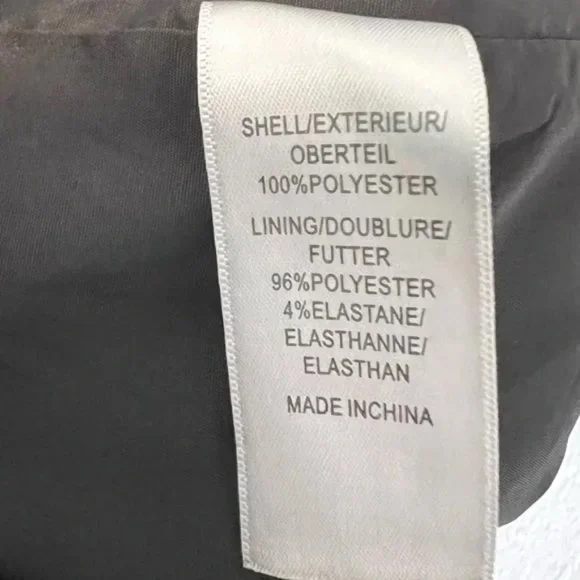 SHELL/EXTERIEUR/
OBERTEIL
100%POLYESTER
LINING/DOUBLURE/
FUTTER
96%POLYESTER
4%ELASTANE/
ELASTHANNE/
ELASTHAN
MADE INCHINA